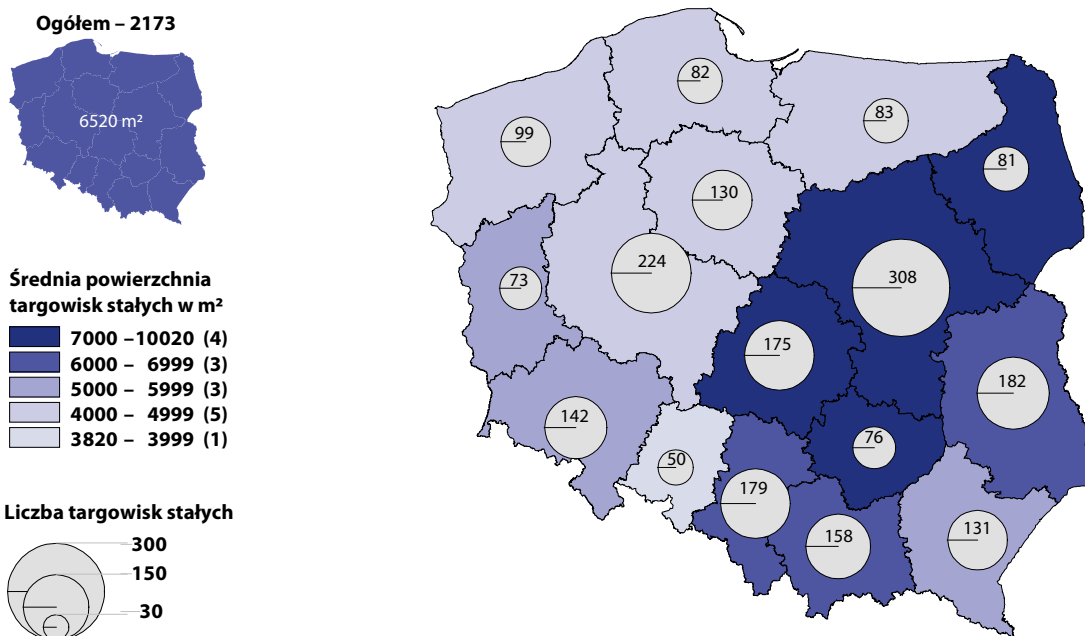 Ogółem – 2173
6520 m²
Średnia powierzchnia
targowisk stałych w m²
7000 – 10020 (4)
6000 – 6999 (3)
5000 – 5999 (3)
4000 – 4999 (5)
3820 – 3999 (1)
Liczba targowisk stałych
300
150
30
82
99
83
81
130
224
73
308
175
182
142
76
50
179
158
131